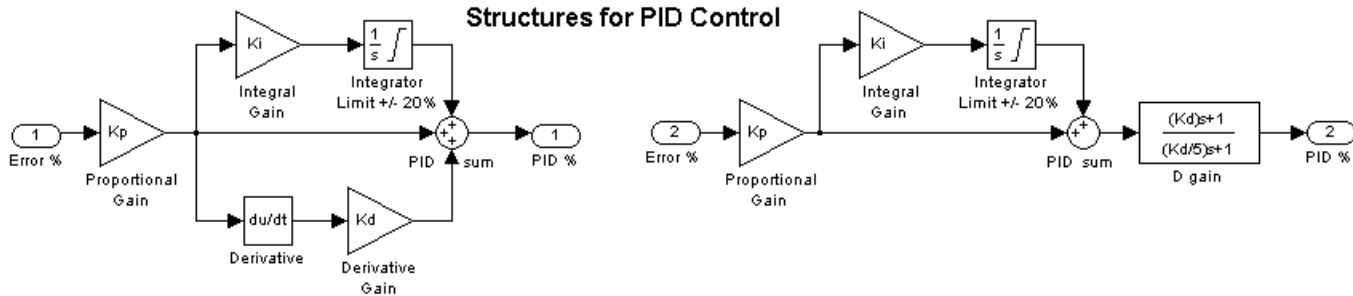 Structures for PID Control
Ki
1
s
Integral
Gain
Integrator
Limit +/- 20%
1
Error %
Kp
Proportional
Gain
+
+
+
PID sum
1
PID %
du/dt
Derivative
Kd
Derivative
Gain
Ki
1
s
Integral
Gain
Integrator
Limit +/- 20%
2
Error %
Kp
Proportional
Gain
+
+
PID sum
(Kd)s+1
(Kd/5)s+1
D gain
2
PID %